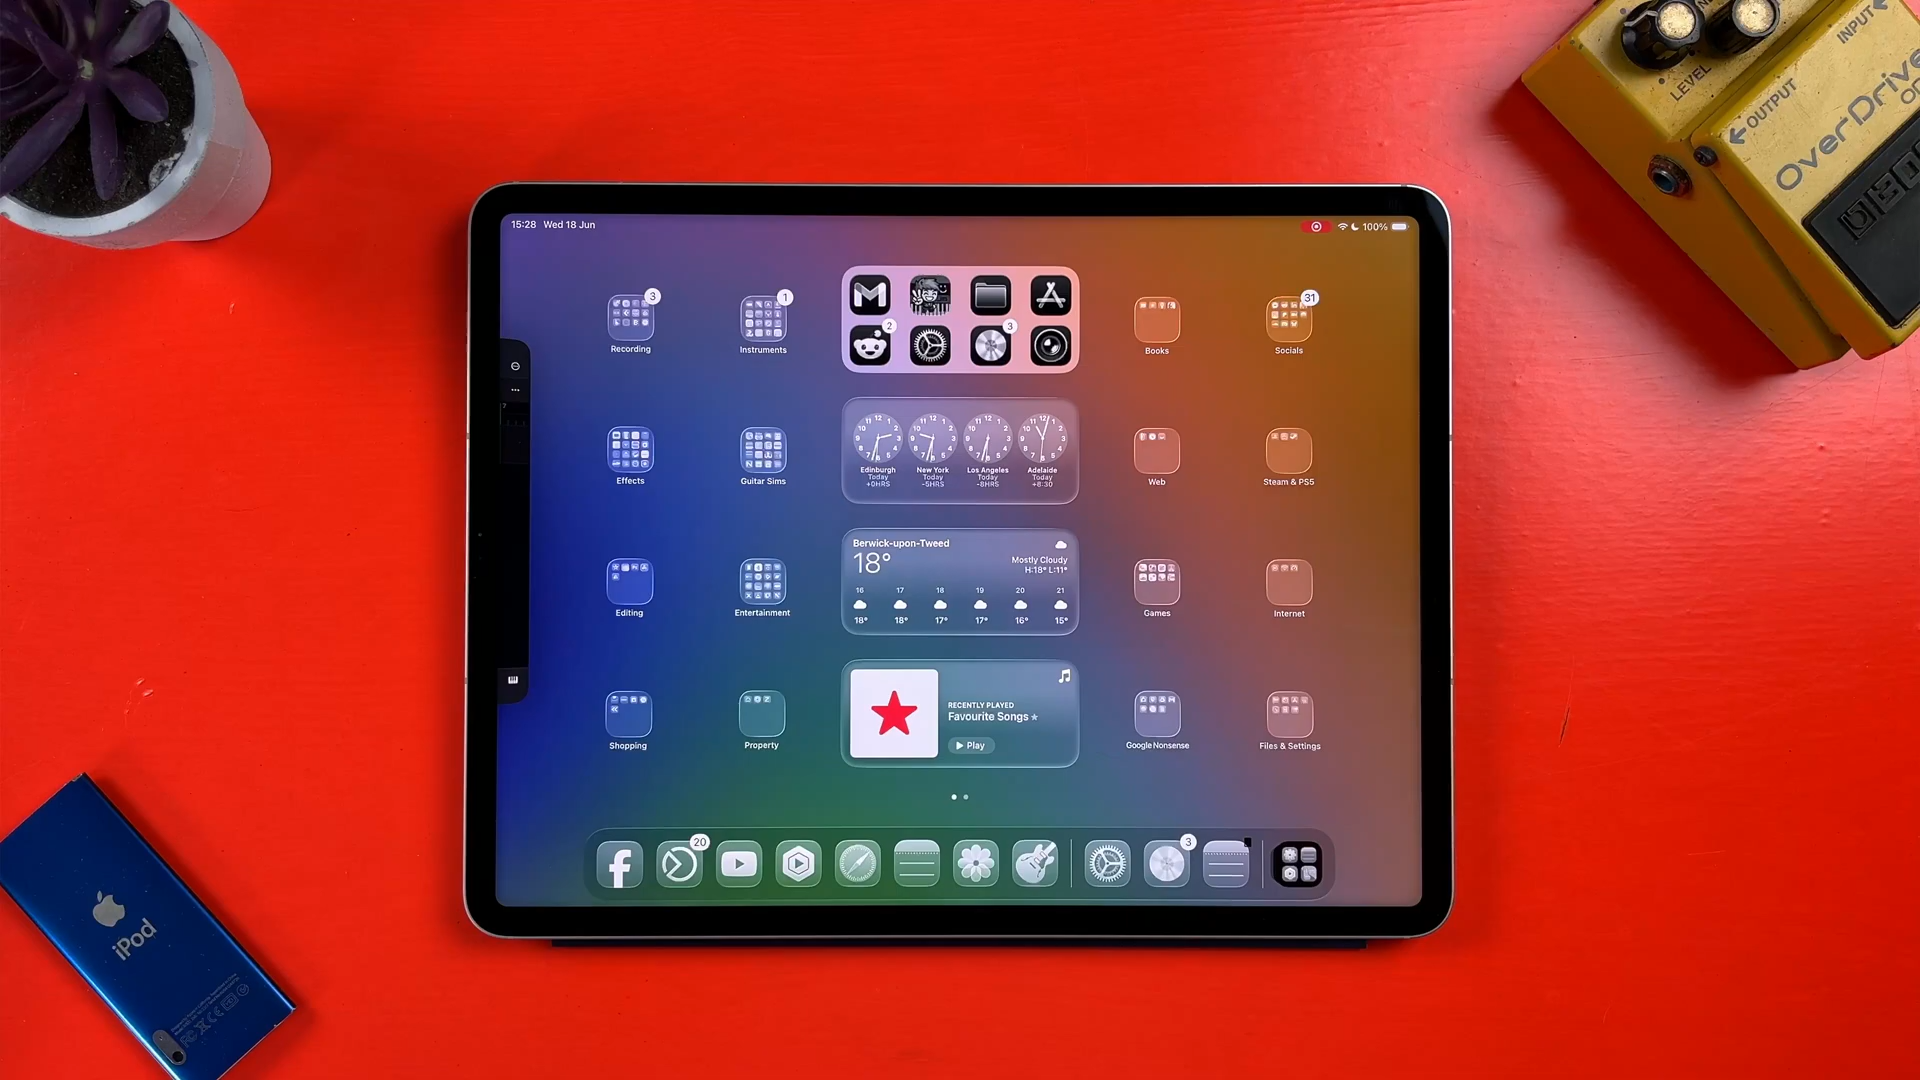 INPUT
LEVEL
OUTPUT
OverDrive
15:28 Wed 18 Jun
100%
3
1
31
Recording
Instruments
2
3
Books
Socials
Effects
Guitar Sims
Edinburgh
Today
+0HRS
New York
Today
-5HRS
Los Angeles
Today
-8HRS
Adelaide
Today
+8:30
Web
Steam & PS5
Berwick-upon-Tweed
18°
Mostly Cloudy
H:18° L:11°
16 17 18 19 20 21
18° 18° 17° 17° 16° 15°
Editing
Entertainment
Games
Internet
RECENTLY PLAYED
Favourite Songs ★
Play
Shopping
Property
Google Nonsense
Files & Settings
20
3
iPod